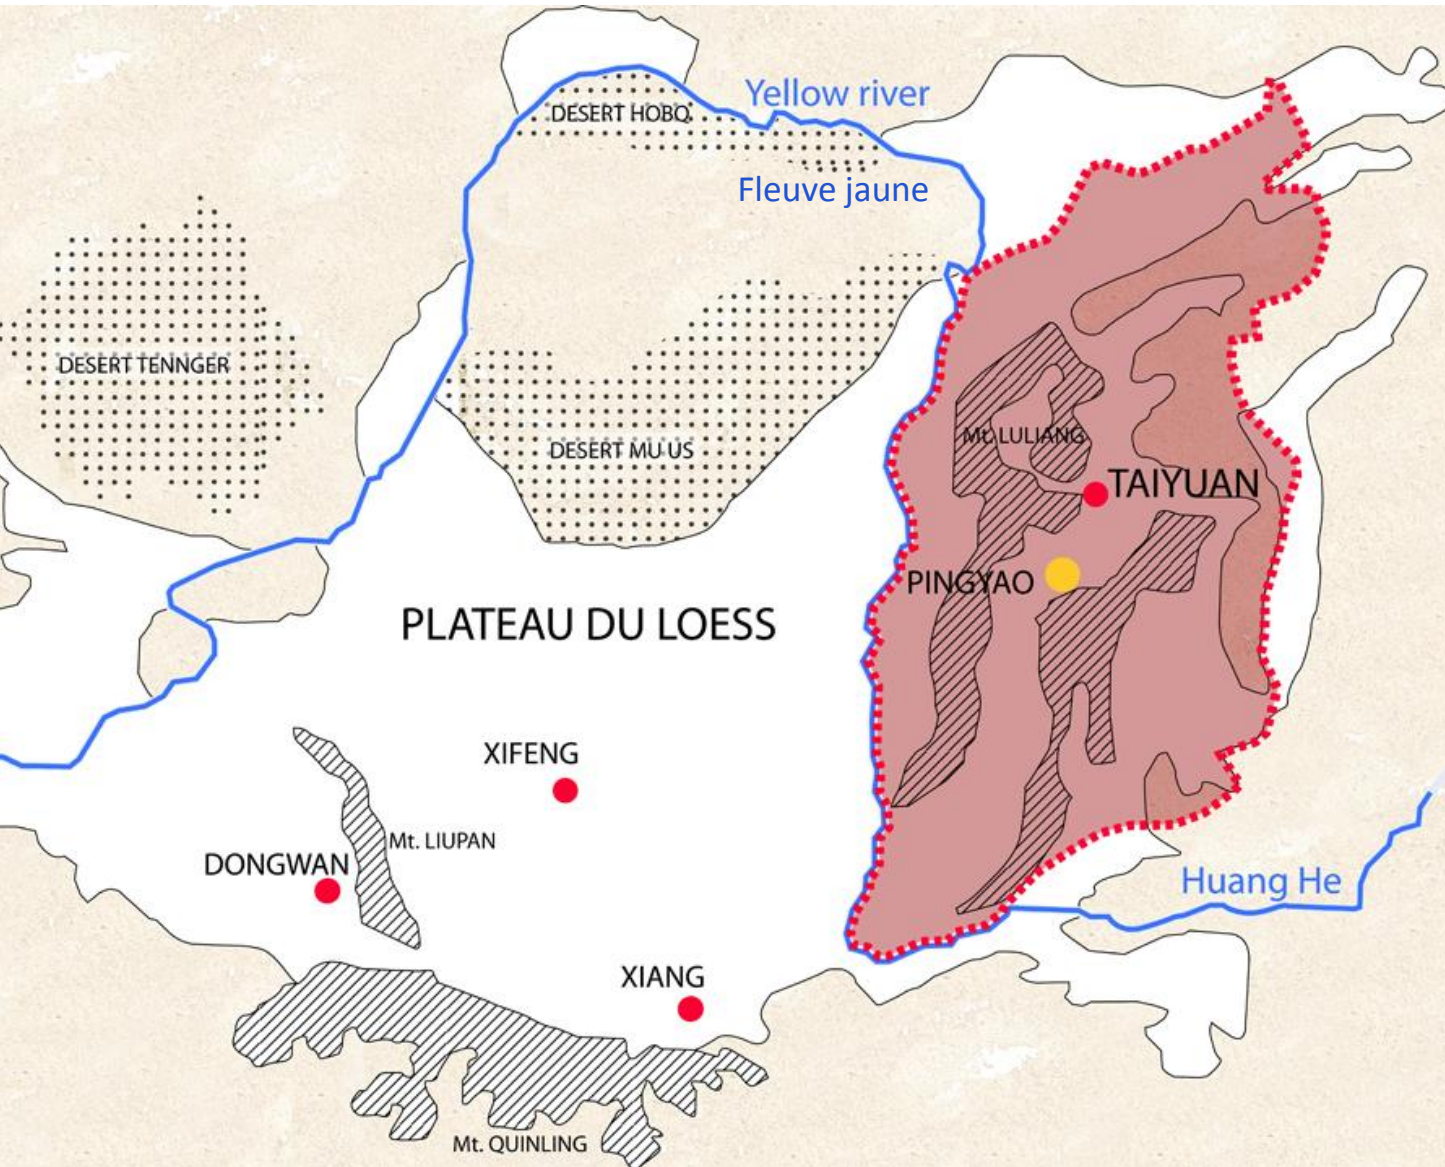 Yellow river
DESERT HOBQ
Fleuve jaune
DESERT TENNGER
DESERT MU US
Mt. LULIANG
TAIYUAN
PINGYAO
PLATEAU DU LOESS
XIFENG
Mt. LIUPAN
DONGWAN
Huang He
XIANG
Mt. QUINLING